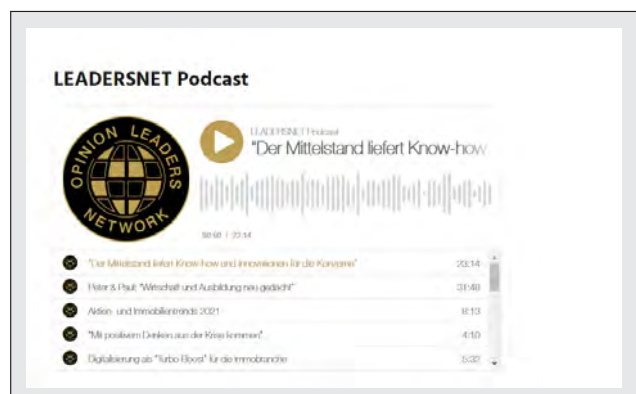 LEADERSNET Podcast
OPINION LEADERS
NETWORK
LEADERSNET Podcast
"Der Mittelstand liefert Know-how
00:00 | 23:14
"Der Mittelstand liefert Know-how und Innovationen für die Konzerne" 23:14
Peter & Paul: "Wirtschaft und Ausbildung neu gedacht" 31:48
Aktien- und Immobilientrends 2021 8:13
"Mit positivem Denken aus der Krise kommen" 4:10
Digitalisierung als "Turbo-Boost" für die Immobranche 5:32